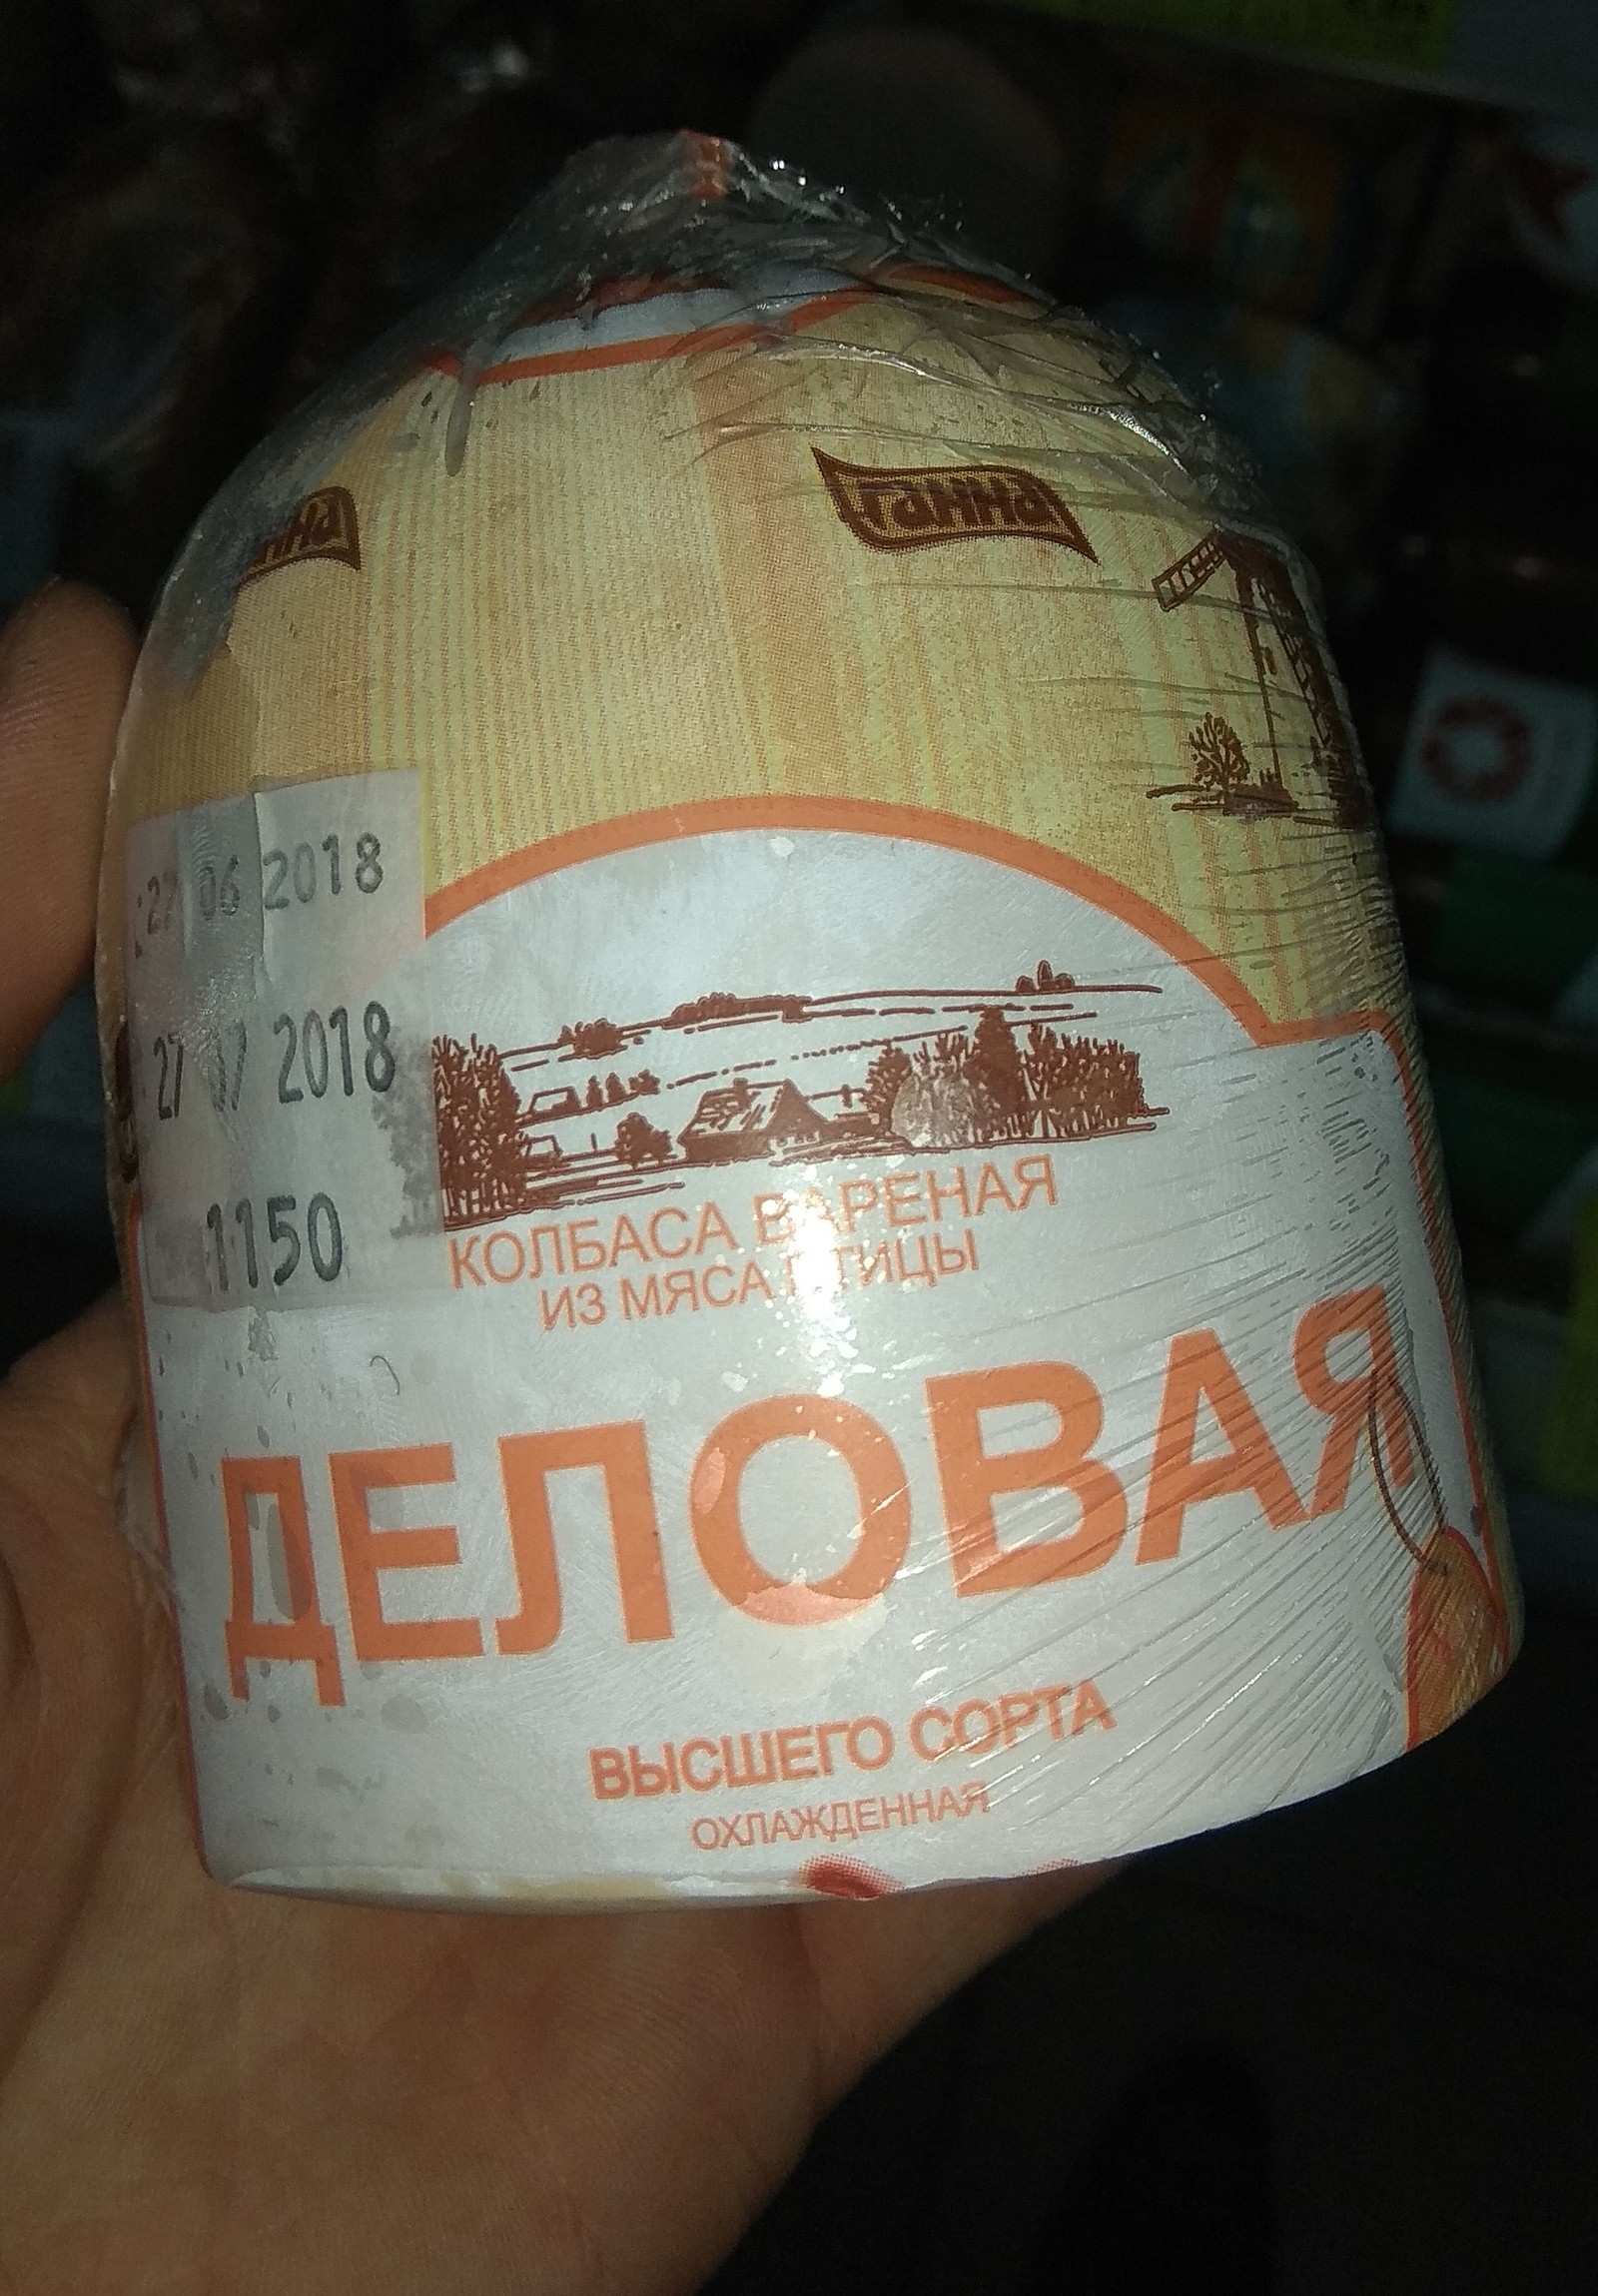 Ганна
27 06 2018
27 07 2018
1150
КОЛБАСА ВАРЕНАЯ
ИЗ МЯСА ПТИЦЫ
ДЕЛОВАЯ
ВЫСШЕГО СОРТА
ОХЛАЖДЕННАЯ